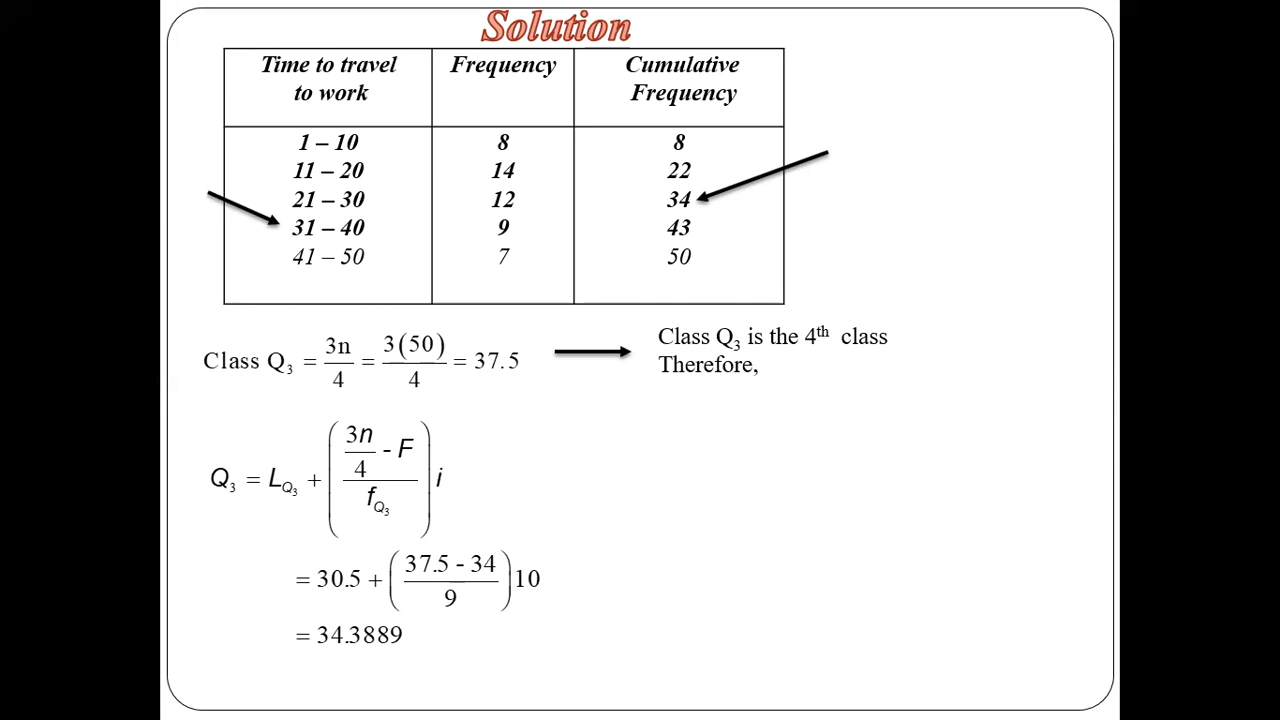 Solution
Time to travel to work Frequency Cumulative Frequency
1 – 10 8 8
11 – 20 14 22
21 – 30 12 34
31 – 40 9 43
41 – 50 7 50
Class Q₃ = 3n/4 = 3(50)/4 = 37.5
Class Q₃ is the 4ᵗʰ class
Therefore,
Q₃ = L_Q₃ + ((3n/4 - F)/f_Q₃) i
= 30.5 + ((37.5 - 34)/9) 10
= 34.3889